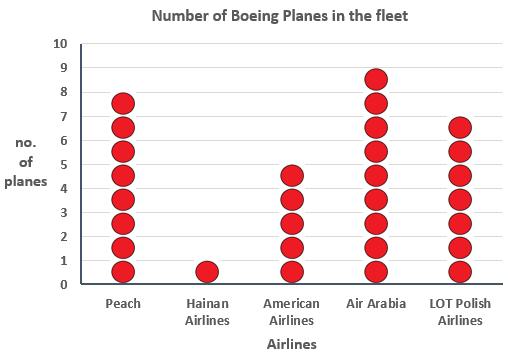 Number of Boeing Planes in the fleet
10
9
8
7
6
5
4
3
2
1
0
no.
of
planes
Peach
Hainan
Airlines
American
Airlines
Air Arabia
LOT Polish
Airlines
Airlines